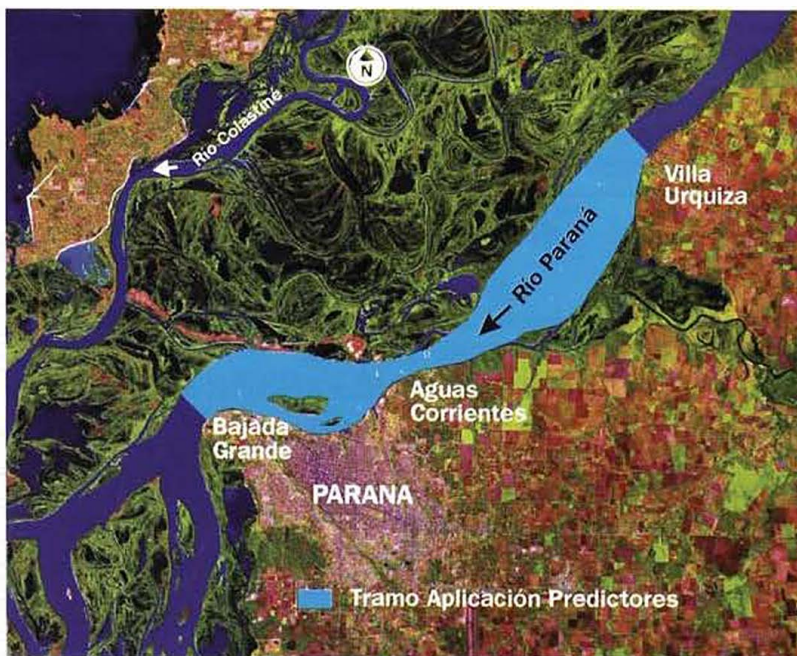 N
Río Colastiné
Villa
Urquiza
Río Paraná
Aguas
Corrientes
Bajada
Grande
PARANA
Tramo Aplicación Predictores